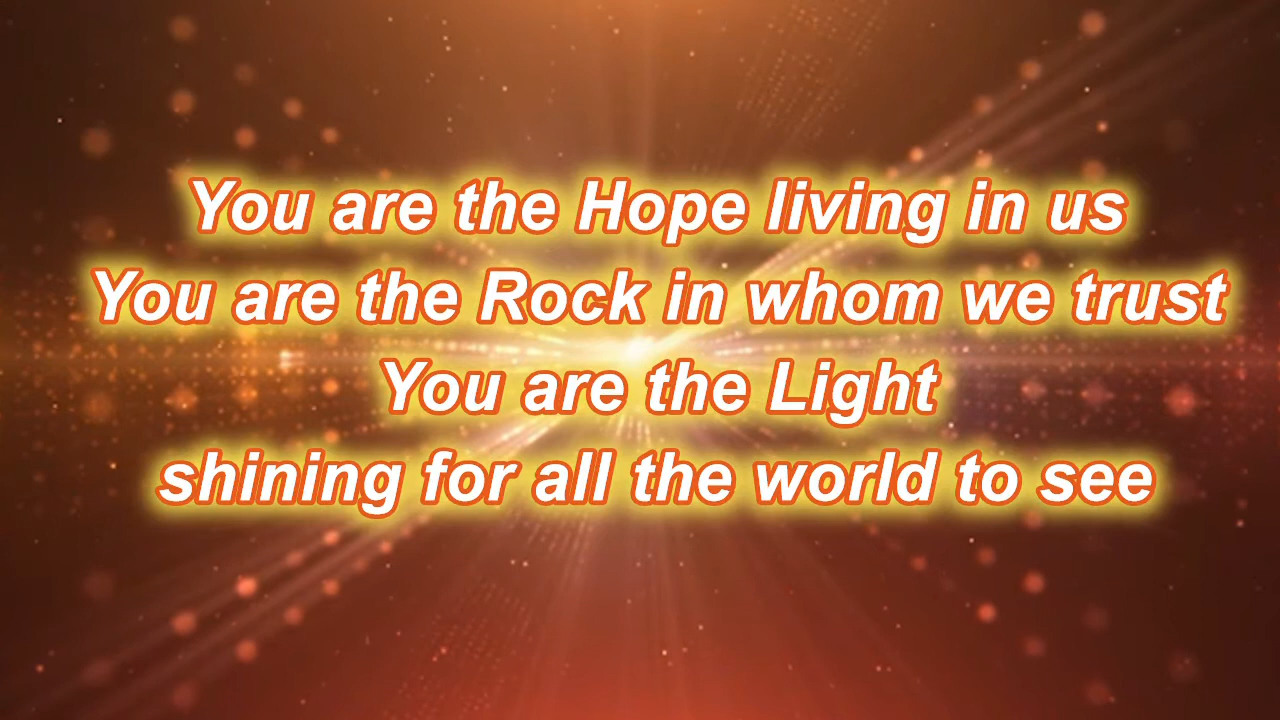 You are the Hope living in us
You are the Rock in whom we trust
You are the Light
shining for all the world to see